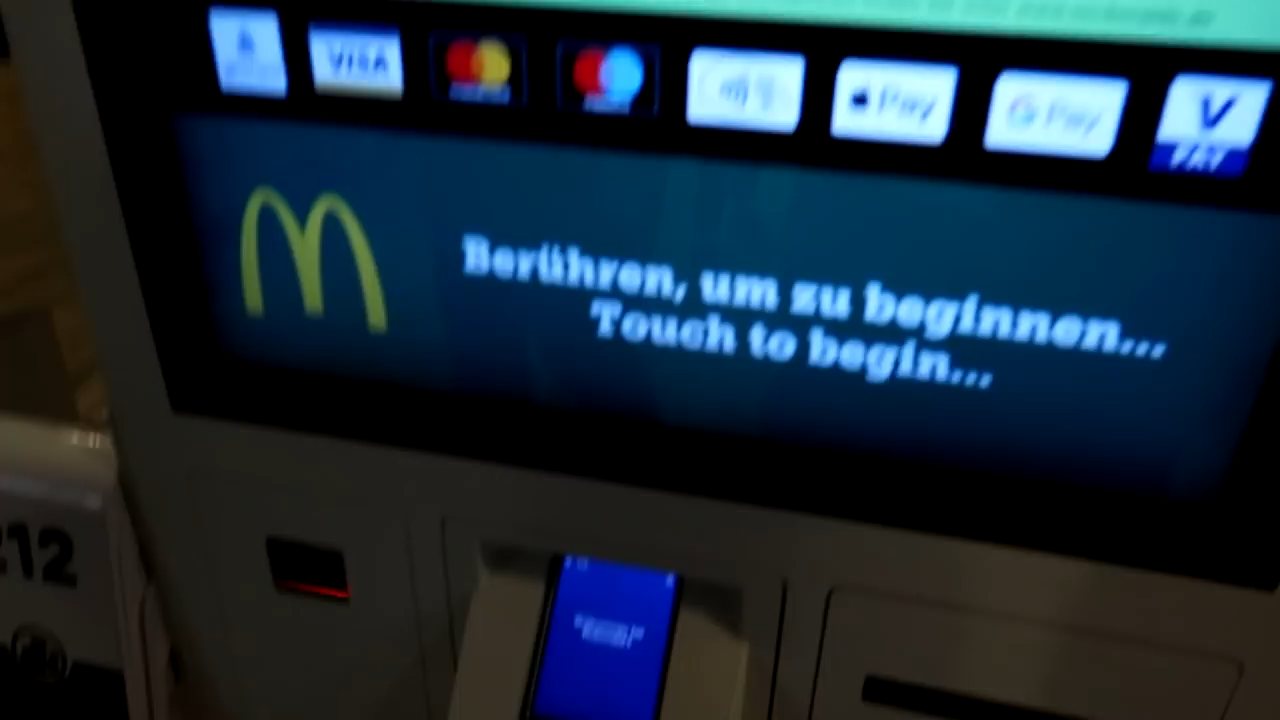 VISA
Pay
G Pay
V
PAY
Berühren, um zu beginnen...
Touch to begin...
212